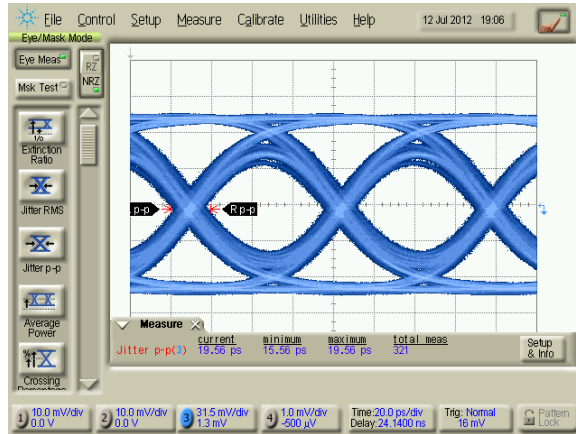 File Control Setup Measure Calibrate Utilities Help 12 Jul 2012 19:06
Eye/Mask Mode
Eye Meas
RZ
Msk Test
NRZ
1/0
Extinction
Ratio
Jitter RMS
p-p
R p-p
Jitter p-p
Average
Power
Measure
current minimum maximum total meas
Jitter p-p(3) 19.56 ps 15.56 ps 19.56 ps 321
Setup
& Info
Crossing
1) 10.0 mV/div
0.0 V
2) 10.0 mV/div
0.0 V
3) 31.5 mV/div
1.3 mV
4) 1.0 mV/div
-500 µV
Time:20.0 ps/div
Delay:24.1400 ns
Trig: Normal
16 mV
Pattern
Lock